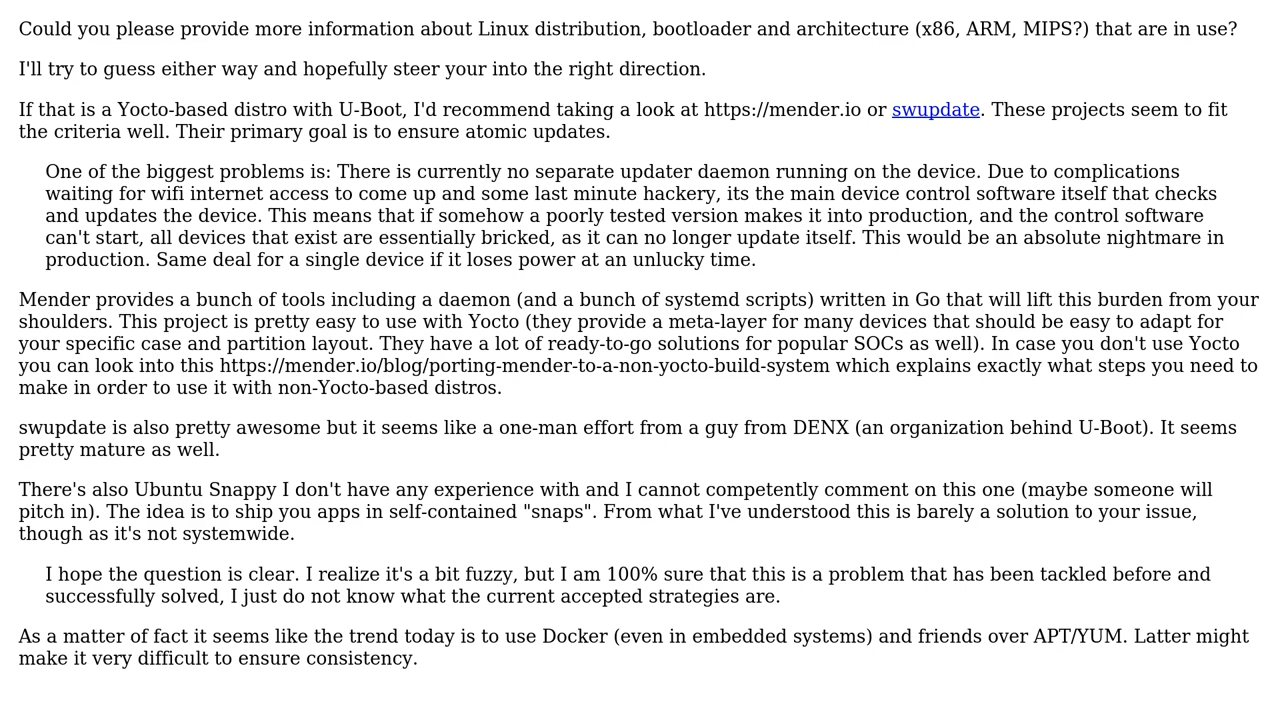 Could you please provide more information about Linux distribution, bootloader and architecture (x86, ARM, MIPS?) that are in use?
I'll try to guess either way and hopefully steer your into the right direction.
If that is a Yocto-based distro with U-Boot, I'd recommend taking a look at https://mender.io or swupdate. These projects seem to fit
the criteria well. Their primary goal is to ensure atomic updates.
One of the biggest problems is: There is currently no separate updater daemon running on the device. Due to complications
waiting for wifi internet access to come up and some last minute hackery, its the main device control software itself that checks
and updates the device. This means that if somehow a poorly tested version makes it into production, and the control software
can't start, all devices that exist are essentially bricked, as it can no longer update itself. This would be an absolute nightmare in
production. Same deal for a single device if it loses power at an unlucky time.
Mender provides a bunch of tools including a daemon (and a bunch of systemd scripts) written in Go that will lift this burden from your
shoulders. This project is pretty easy to use with Yocto (they provide a meta-layer for many devices that should be easy to adapt for
your specific case and partition layout. They have a lot of ready-to-go solutions for popular SOCs as well). In case you don't use Yocto
you can look into this https://mender.io/blog/porting-mender-to-a-non-yocto-build-system which explains exactly what steps you need to
make in order to use it with non-Yocto-based distros.
swupdate is also pretty awesome but it seems like a one-man effort from a guy from DENX (an organization behind U-Boot). It seems
pretty mature as well.
There's also Ubuntu Snappy I don't have any experience with and I cannot competently comment on this one (maybe someone will
pitch in). The idea is to ship you apps in self-contained "snaps". From what I've understood this is barely a solution to your issue,
though as it's not systemwide.
I hope the question is clear. I realize it's a bit fuzzy, but I am 100% sure that this is a problem that has been tackled before and
successfully solved, I just do not know what the current accepted strategies are.
As a matter of fact it seems like the trend today is to use Docker (even in embedded systems) and friends over APT/YUM. Latter might
make it very difficult to ensure consistency.